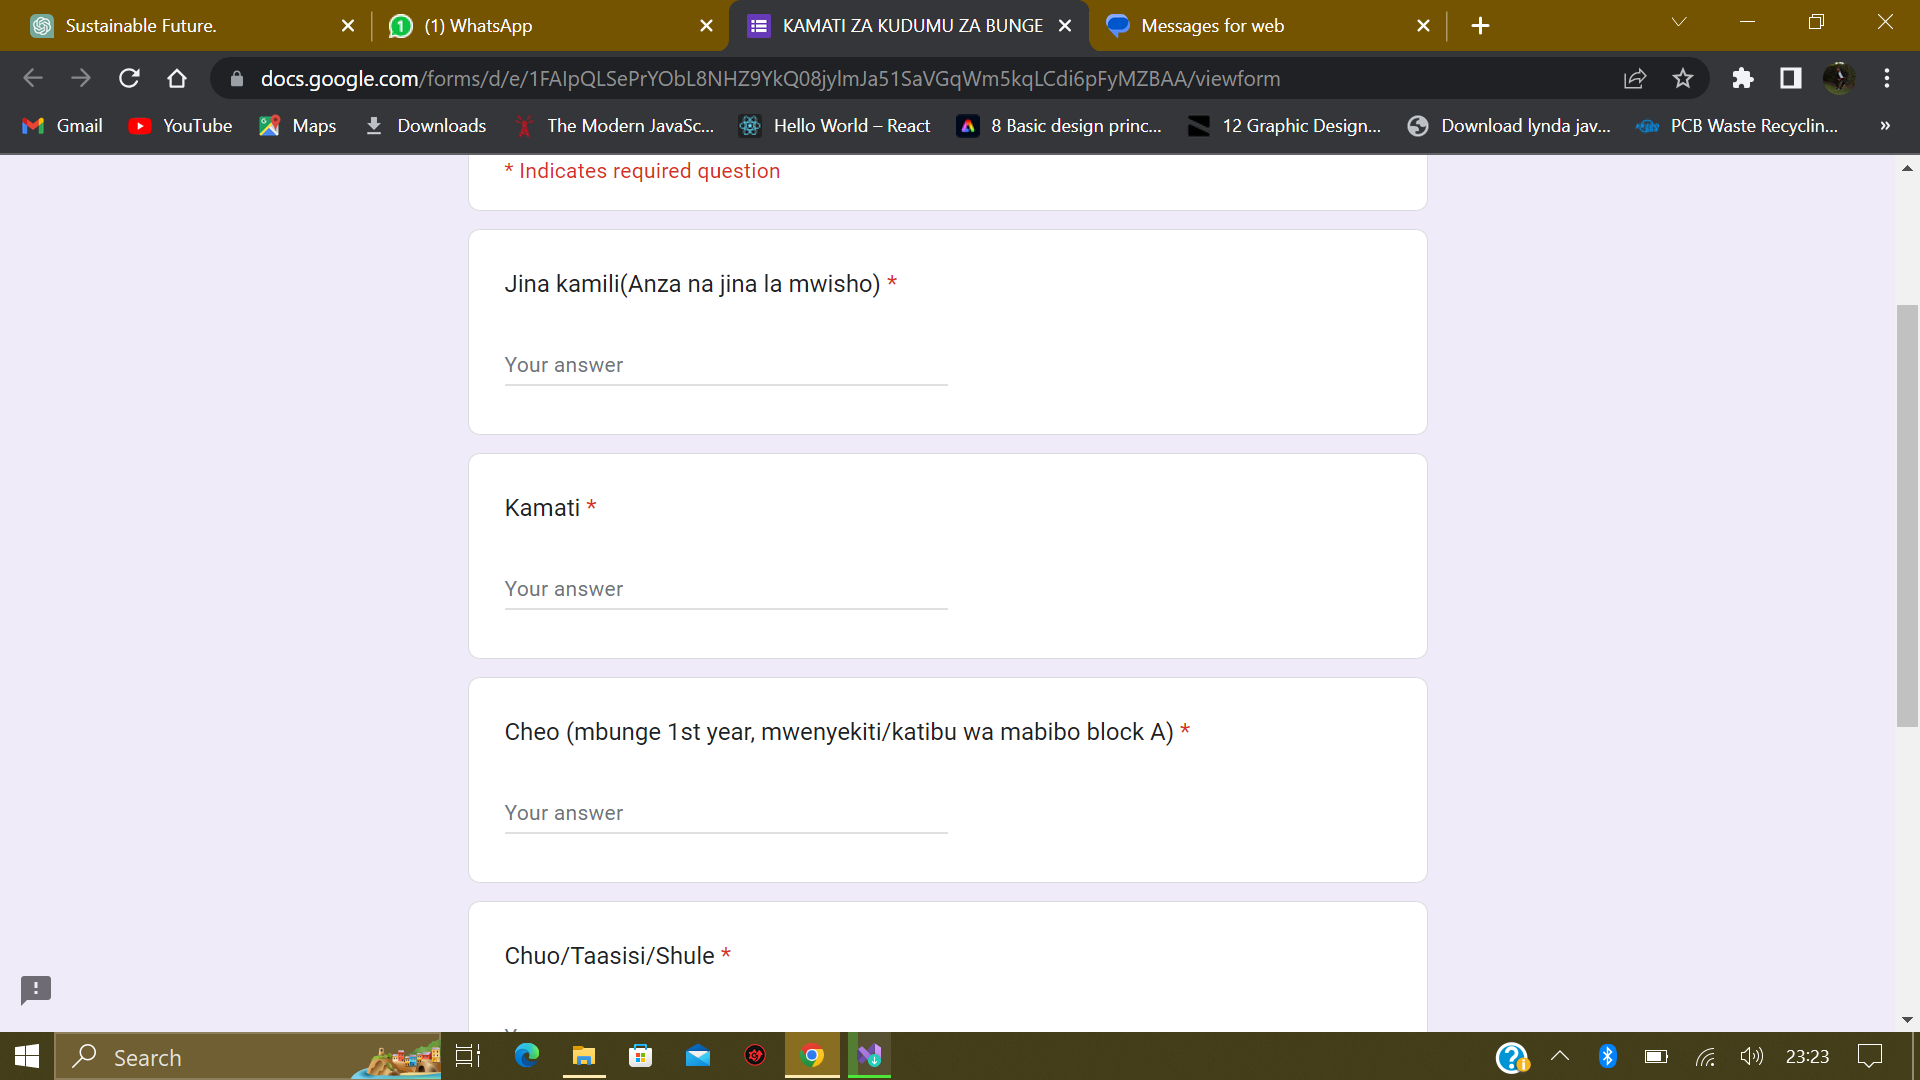 Sustainable Future.
(1) WhatsApp
KAMATI ZA KUDUMU ZA BUNGE
Messages for web
docs.google.com/forms/d/e/1FAIpQLSePrYObL8NHZ9YkQ08jylmJa51SaVGqWm5kqLCdi6pFyMZBAA/viewform
Gmail
YouTube
Maps
Downloads
The Modern JavaSc...
Hello World – React
8 Basic design princ...
12 Graphic Design...
Download lynda jav...
PCB Waste Recyclin...
»
* Indicates required question
Jina kamili(Anza na jina la mwisho) *
Your answer
Kamati *
Your answer
Cheo (mbunge 1st year, mwenyekiti/katibu wa mabibo block A) *
Your answer
Chuo/Taasisi/Shule *
Search
23:23